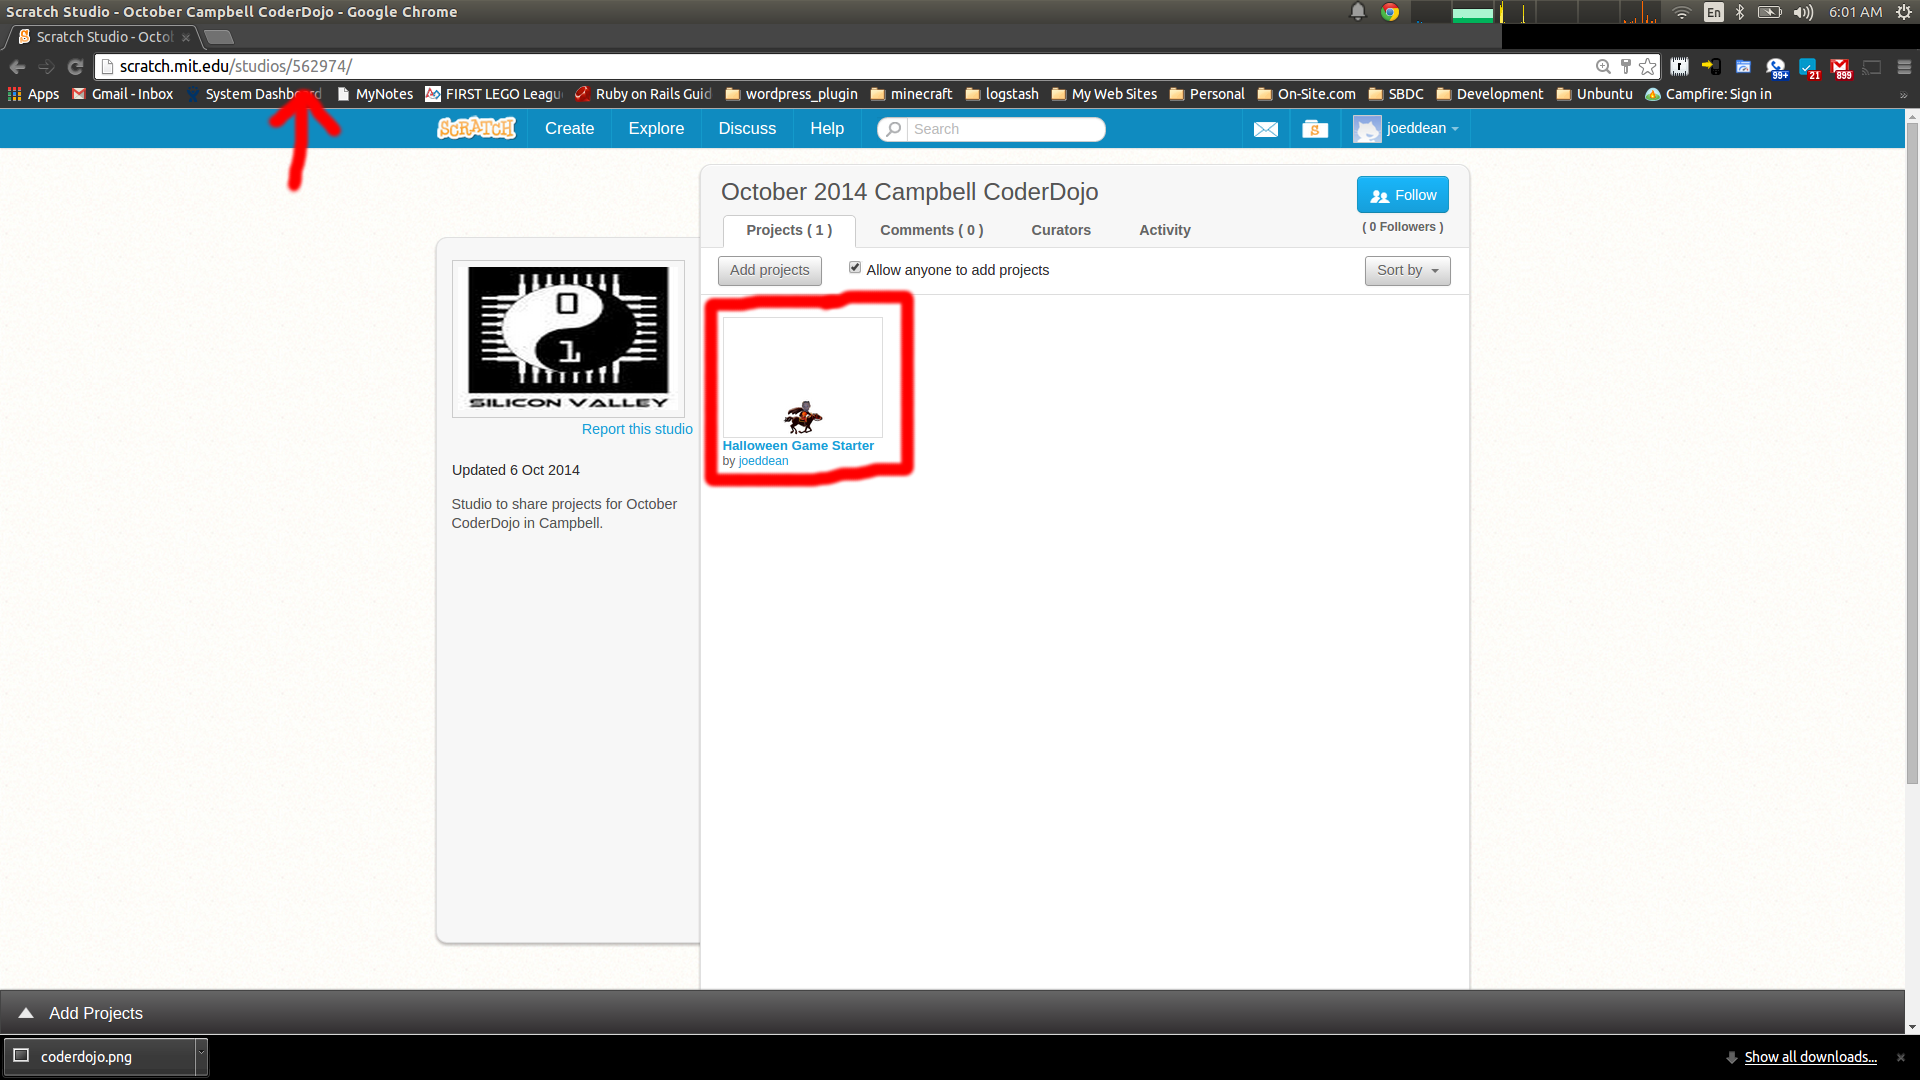 Scratch Studio - October Campbell CoderDojo - Google Chrome
En
6:01 AM
Scratch Studio - Octob
scratch.mit.edu/studios/562974/
99+
21
899
Apps
Gmail - Inbox
System Dashboard
MyNotes
FIRST LEGO Leagu
Ruby on Rails Guid
wordpress_plugin
minecraft
logstash
My Web Sites
Personal
On-Site.com
SBDC
Development
Unbuntu
Campfire: Sign in
»
SCRATCH
Create
Explore
Discuss
Help
Search
S
joeddean
October 2014 Campbell CoderDojo
Follow
( 0 Followers )
Projects ( 1 )
Comments ( 0 )
Curators
Activity
Add projects
Allow anyone to add projects
Sort by
0
1
SILICON VALLEY
Report this studio
Updated 6 Oct 2014
Studio to share projects for October
CoderDojo in Campbell.
Halloween Game Starter
by joeddean
Add Projects
coderdojo.png
Show all downloads...